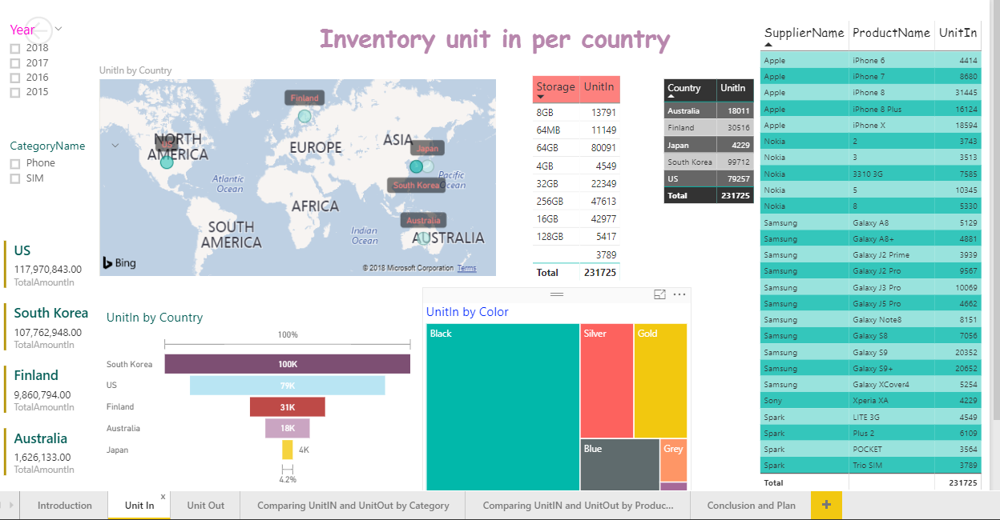 Inventory unit in per country
Year
2018
2017
2016
2015
CategoryName
Phone
SIM
US
117,970,843.00
TotalAmountIn
South Korea
107,762,948.00
TotalAmountIn
Finland
9,860,794.00
TotalAmountIn
Australia
1,626,133.00
TotalAmountIn
UnitIn by Country
Finland
NORTH
AMERICA
US
EUROPE
ASIA
Japan
Atlantic
Ocean
Pacific
Ocean
South Korea
AFRICA
Australia
SOUTH
AMERICA
Indian
Ocean
AUSTRALIA
Bing
© 2018 Microsoft Corporation Terms
Storage UnitIn
8GB 13791
64MB 11149
64GB 80091
4GB 4549
32GB 22349
256GB 47613
16GB 42977
128GB 5417
3789
Total 231725
Country UnitIn
Australia 18011
Finland 30516
Japan 4229
South Korea 99712
US 79257
Total 231725
UnitIn by Country
100%
South Korea 100K
US 79K
Finland 31K
Australia 18K
Japan 4K
4.2%
UnitIn by Color
Black
Silver
Gold
Blue
Grey
SupplierName ProductName UnitIn
Apple iPhone 6 4414
Apple iPhone 7 8680
Apple iPhone 8 31445
Apple iPhone 8 Plus 16124
Apple iPhone X 18594
Nokia 2 3743
Nokia 3 3513
Nokia 3310 3G 7585
Nokia 5 10345
Nokia 8 5330
Samsung Galaxy A8 5129
Samsung Galaxy A8+ 4881
Samsung Galaxy J2 Prime 3939
Samsung Galaxy J2 Pro 9567
Samsung Galaxy J3 Pro 10069
Samsung Galaxy J5 Pro 4662
Samsung Galaxy Note8 8151
Samsung Galaxy S8 7056
Samsung Galaxy S9 20352
Samsung Galaxy S9+ 20652
Samsung Galaxy XCover4 5254
Sony Xperia XA 4229
Spark LITE 3G 4549
Spark Plus 2 6109
Spark POCKET 3564
Spark Trio SIM 3789
Total 231725
Introduction
Unit In x
Unit Out
Comparing UnitIN and UnitOut by Category
Comparing UnitIN and UnitOut by Produc...
Conclusion and Plan
+